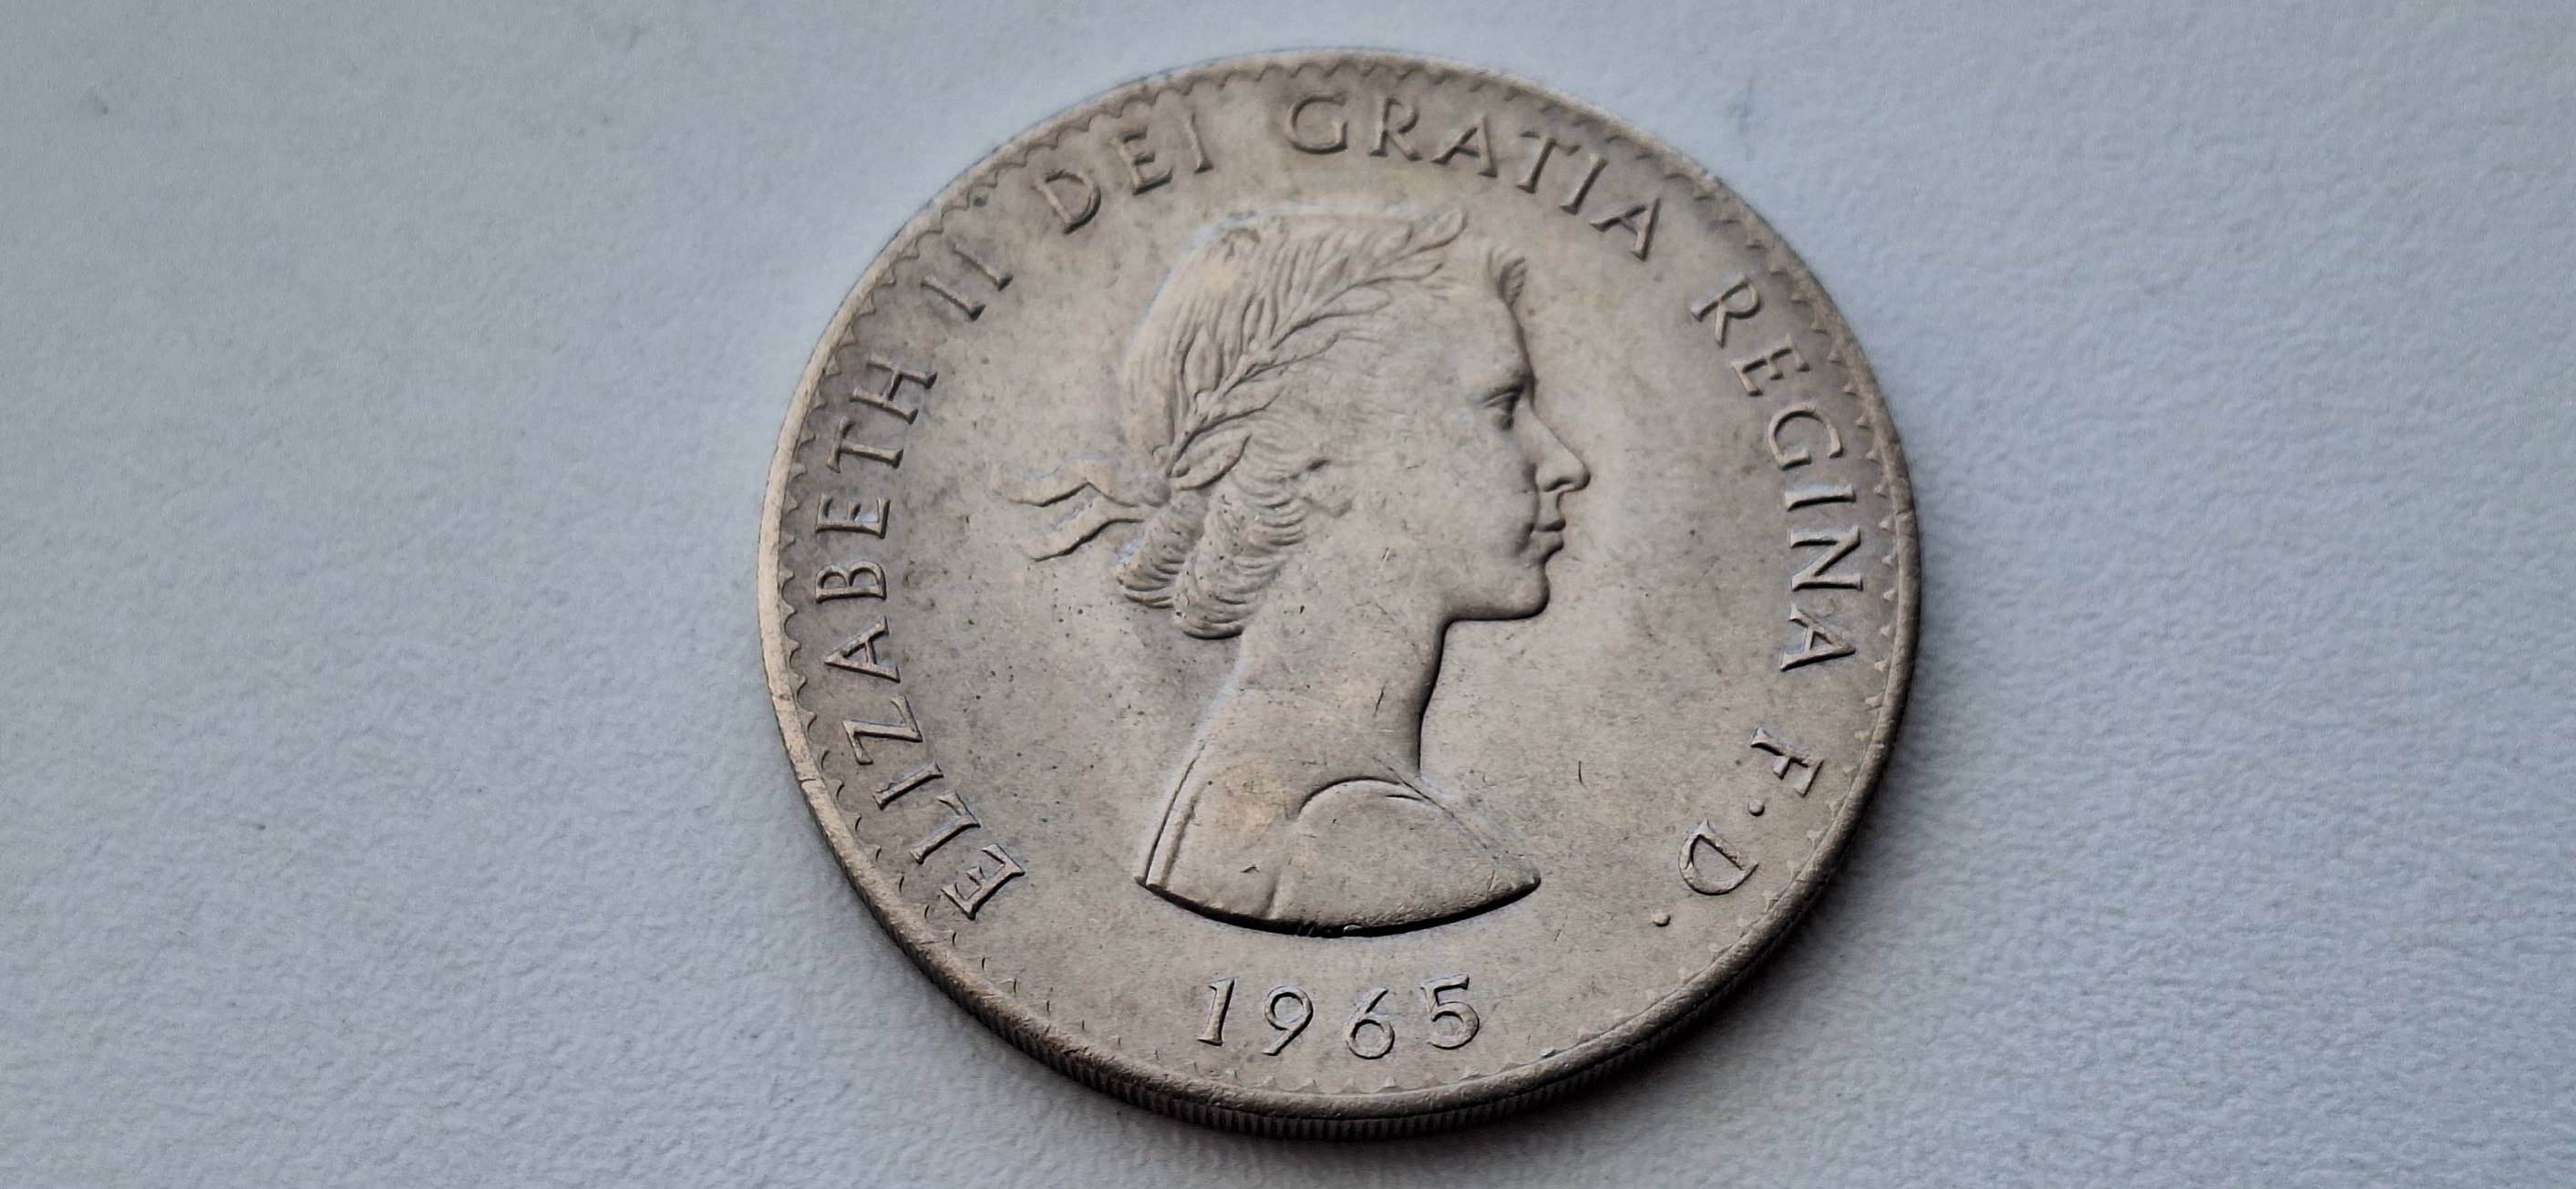 ELIZABETH II DEI GRATIA REGINA F·D·
1965